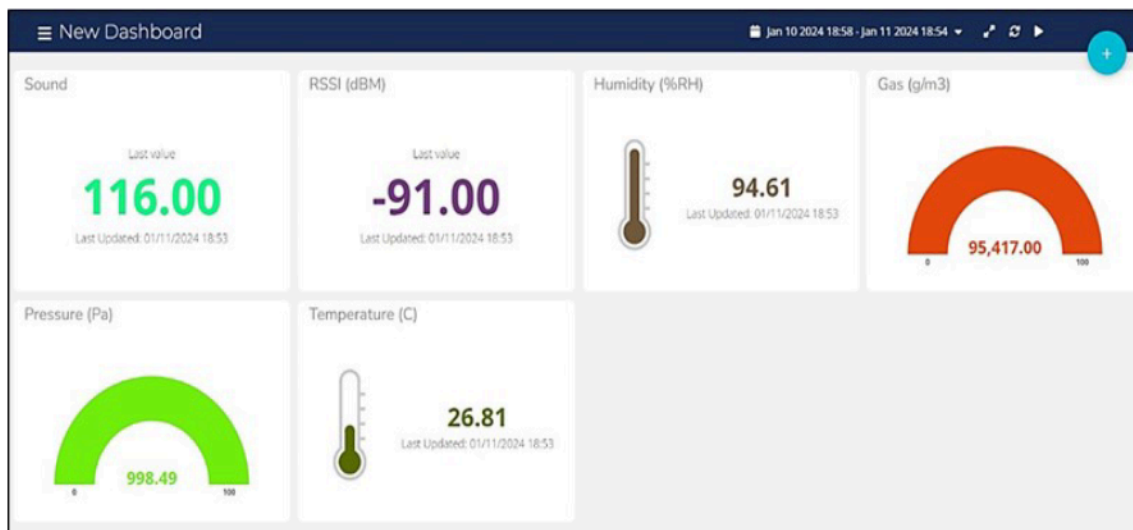 New Dashboard
Jan 10 2024 18:58 - Jan 11 2024 18:54
+
Sound
Last value
116.00
Last Updated: 01/11/2024 18:53
RSSI (dBM)
Last value
-91.00
Last Updated: 01/11/2024 18:53
Humidity (%RH)
94.61
Last Updated: 01/11/2024 18:53
Gas (g/m3)
95,417.00
0
100
Pressure (Pa)
998.49
0
100
Temperature (C)
26.81
Last Updated: 01/11/2024 18:53